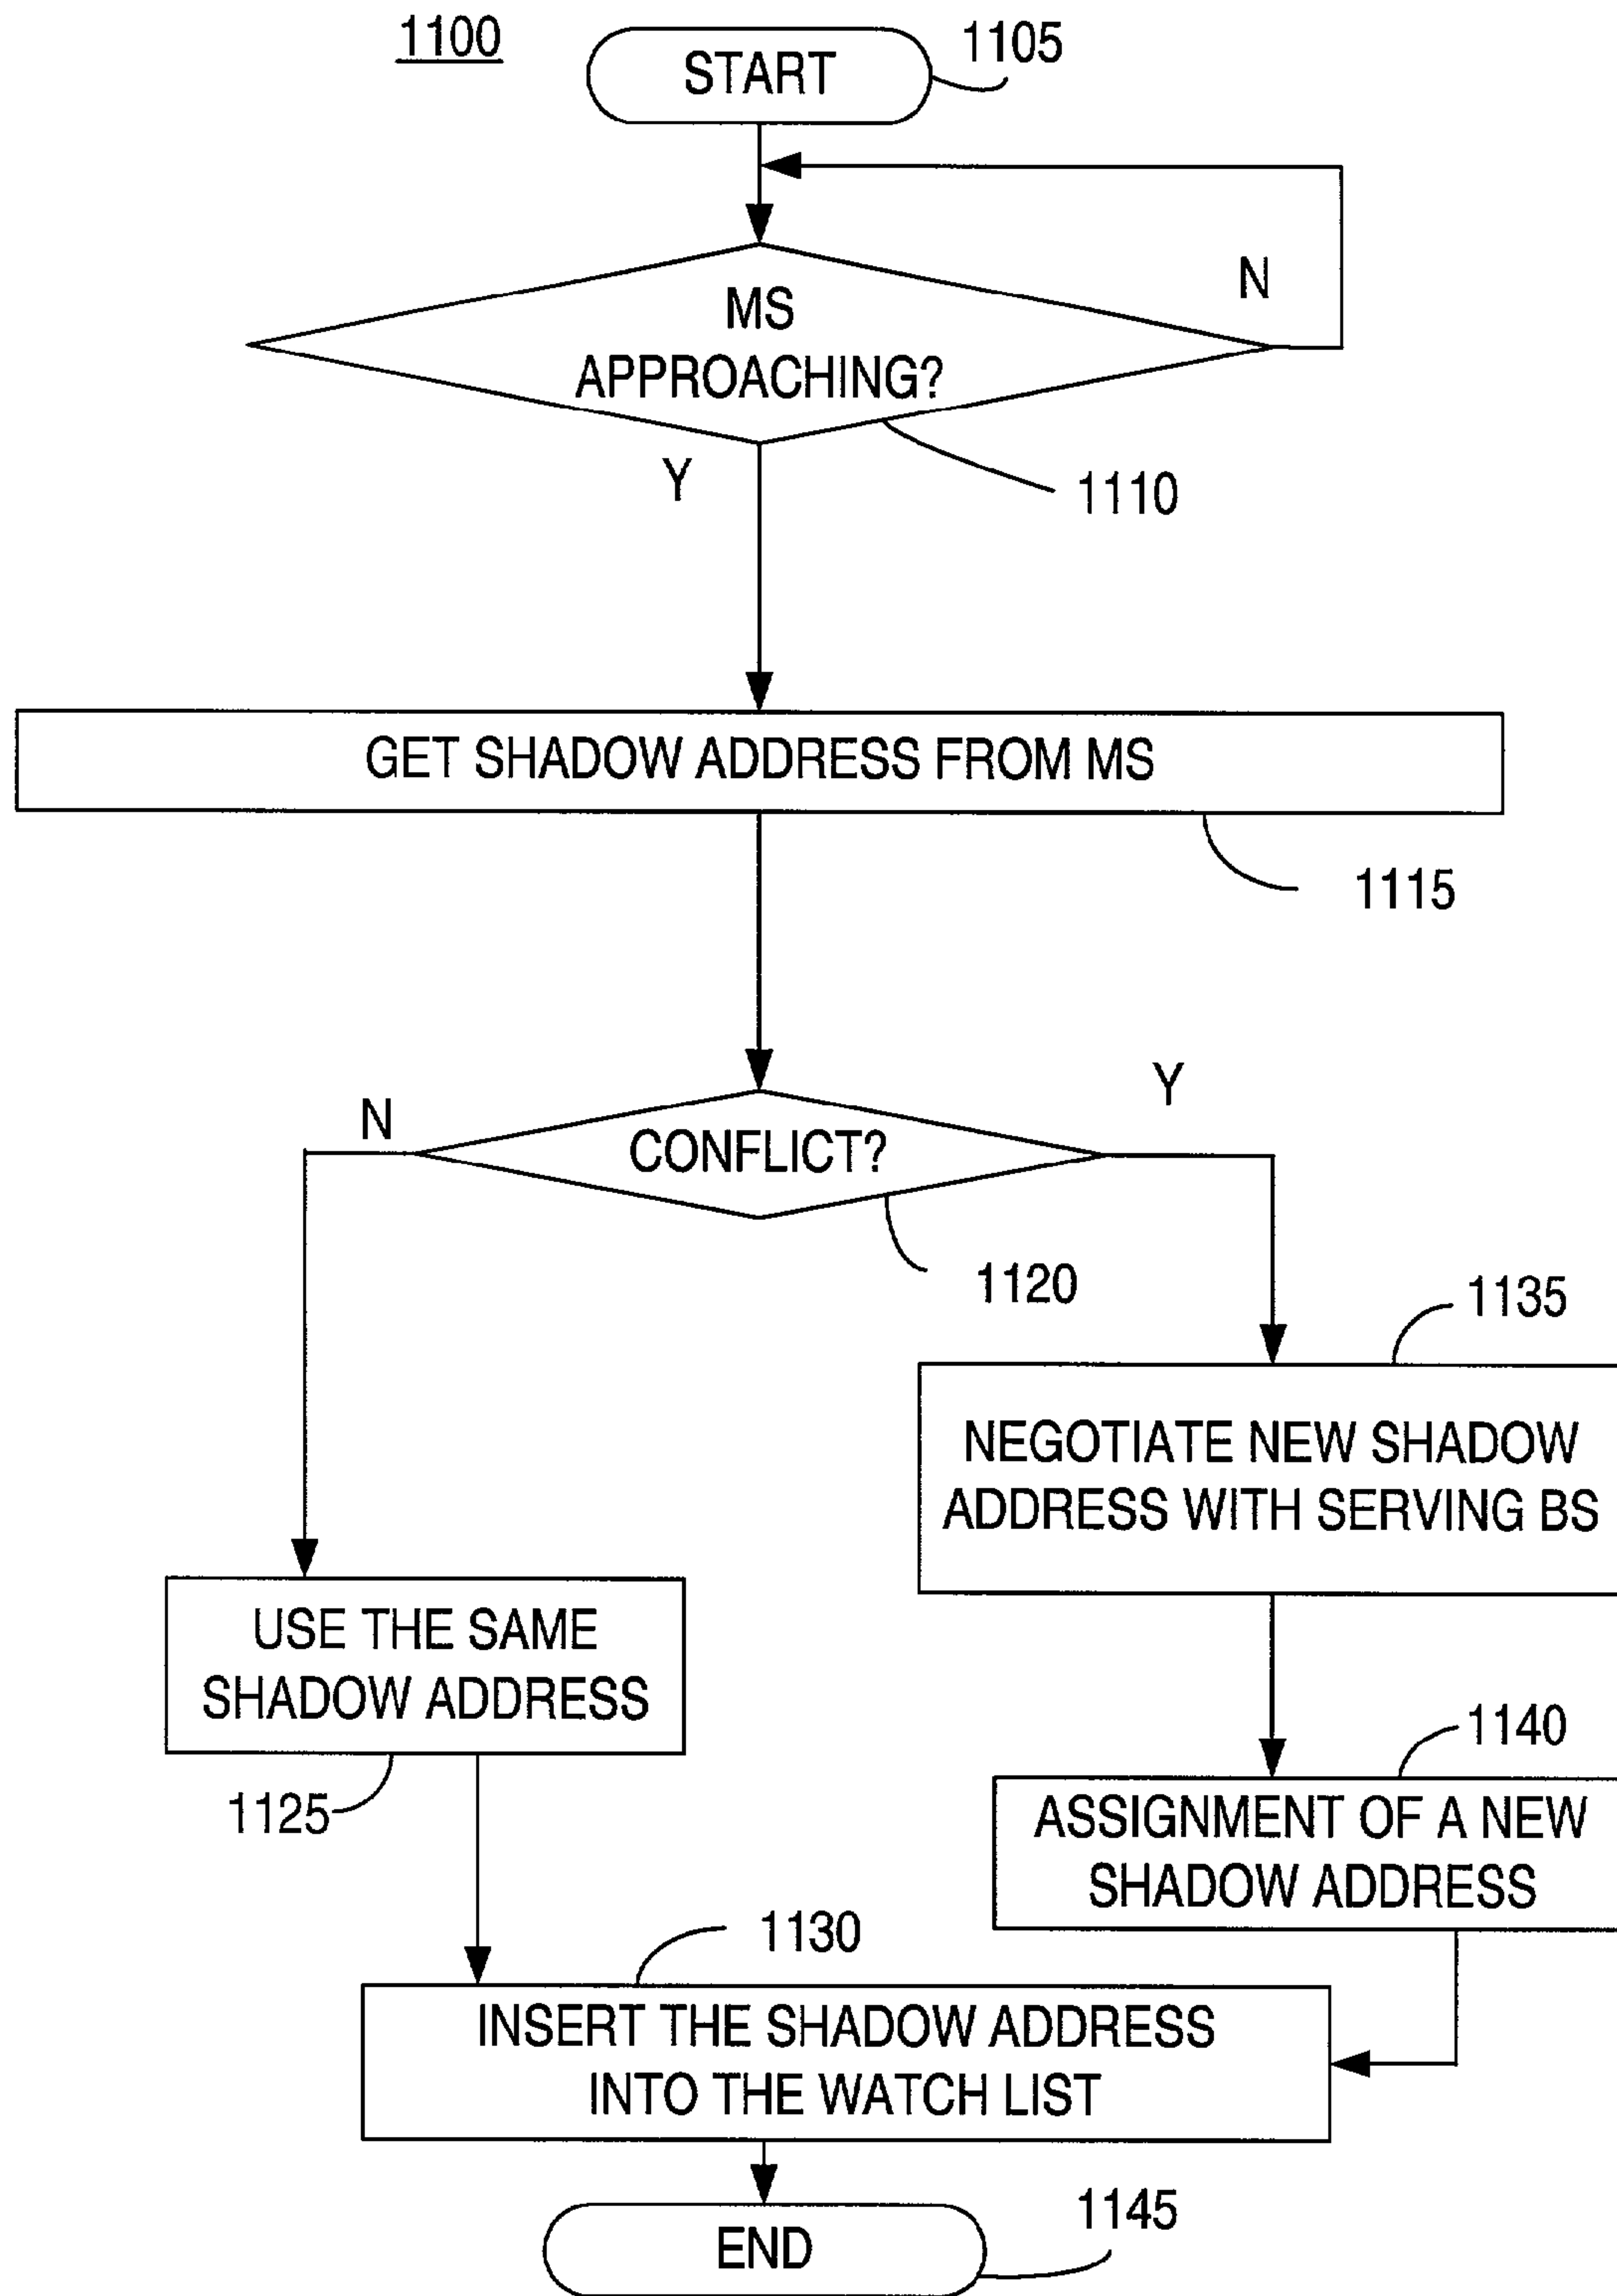 1100
START
1105
N
MS
APPROACHING?
Y
1110
GET SHADOW ADDRESS FROM MS
1115
N
Y
CONFLICT?
1120
1135
NEGOTIATE NEW SHADOW
ADDRESS WITH SERVING BS
USE THE SAME
SHADOW ADDRESS
1125
1140
ASSIGNMENT OF A NEW
SHADOW ADDRESS
1130
INSERT THE SHADOW ADDRESS
INTO THE WATCH LIST
END
1145